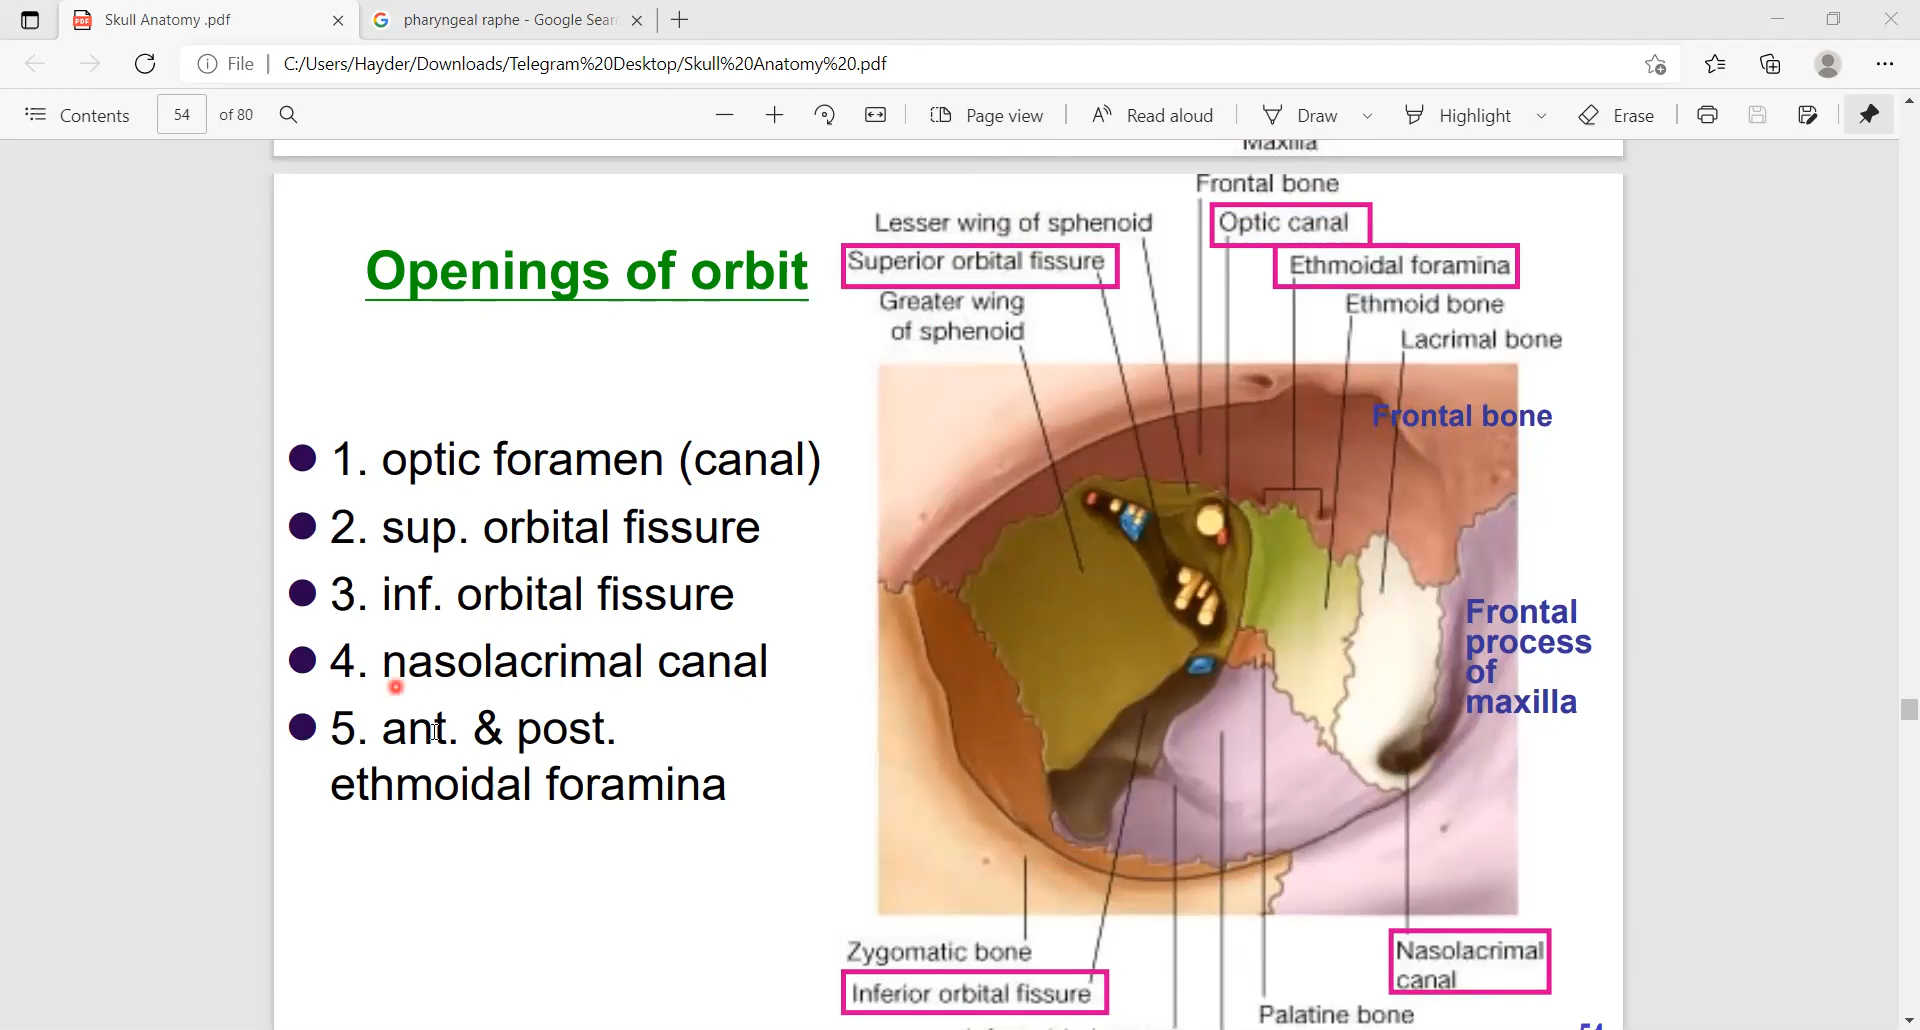 Skull Anatomy .pdf
pharyngeal raphe - Google Sear
File
C:/Users/Hayder/Downloads/Telegram%20Desktop/Skull%20Anatomy%20.pdf
Contents
54
of 80
Page view
Read aloud
Draw
Highlight
Erase
Maxilla
Frontal bone
Lesser wing of sphenoid
Optic canal
Superior orbital fissure
Ethmoidal foramina
Greater wing
of sphenoid
Ethmoid bone
Lacrimal bone
Openings of orbit
Frontal bone
1. optic foramen (canal)
2. sup. orbital fissure
3. inf. orbital fissure
4. nasolacrimal canal
5. ant. & post.
ethmoidal foramina
Frontal
process
of
maxilla
Zygomatic bone
Inferior orbital fissure
Nasolacrimal
canal
Palatine bone
54